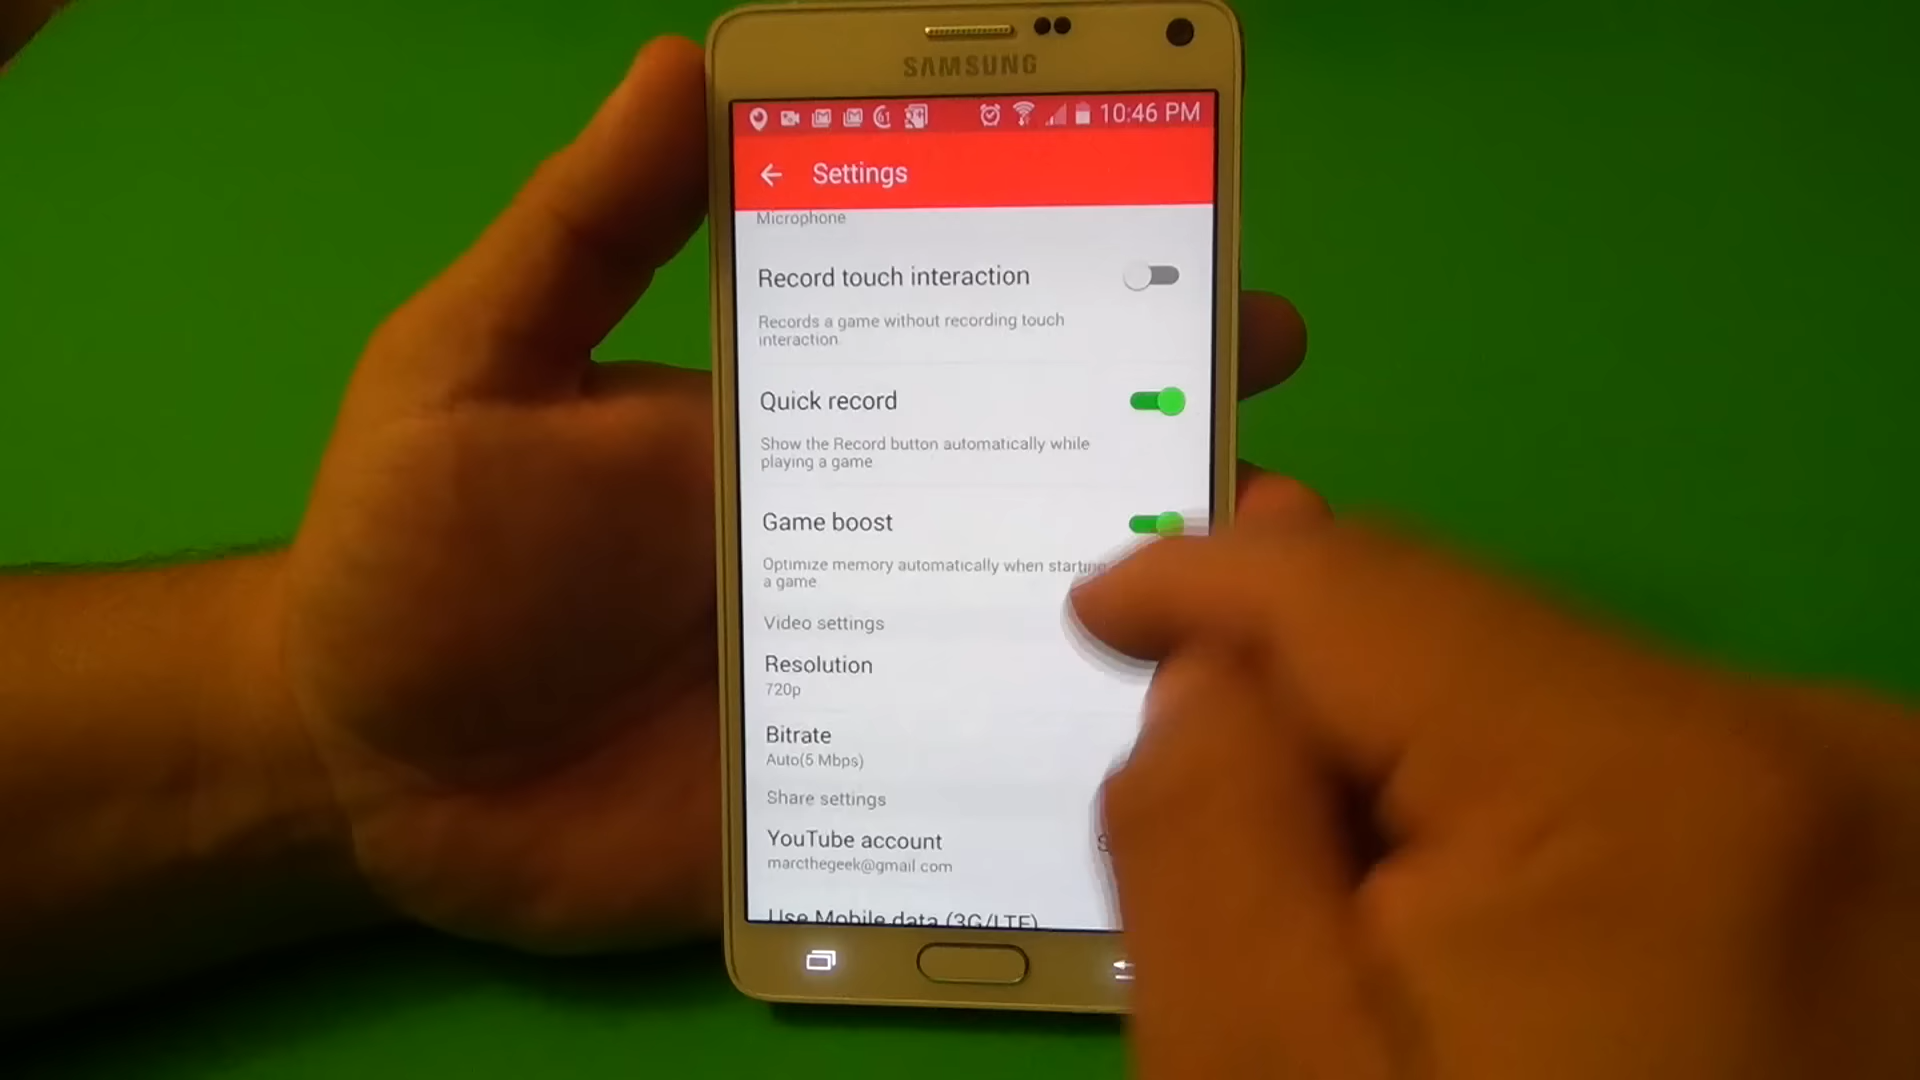 SAMSUNG
61
10:46 PM
Settings
Microphone
Record touch interaction
Records a game without recording touch
interaction
Quick record
Show the Record button automatically while
playing a game
Game boost
Optimize memory automatically when starting
a game
Video settings
Resolution
720p
Bitrate
Auto(5 Mbps)
Share settings
YouTube account
S
marcthegeek@gmail com
Use Mobile data (3G/LTE)